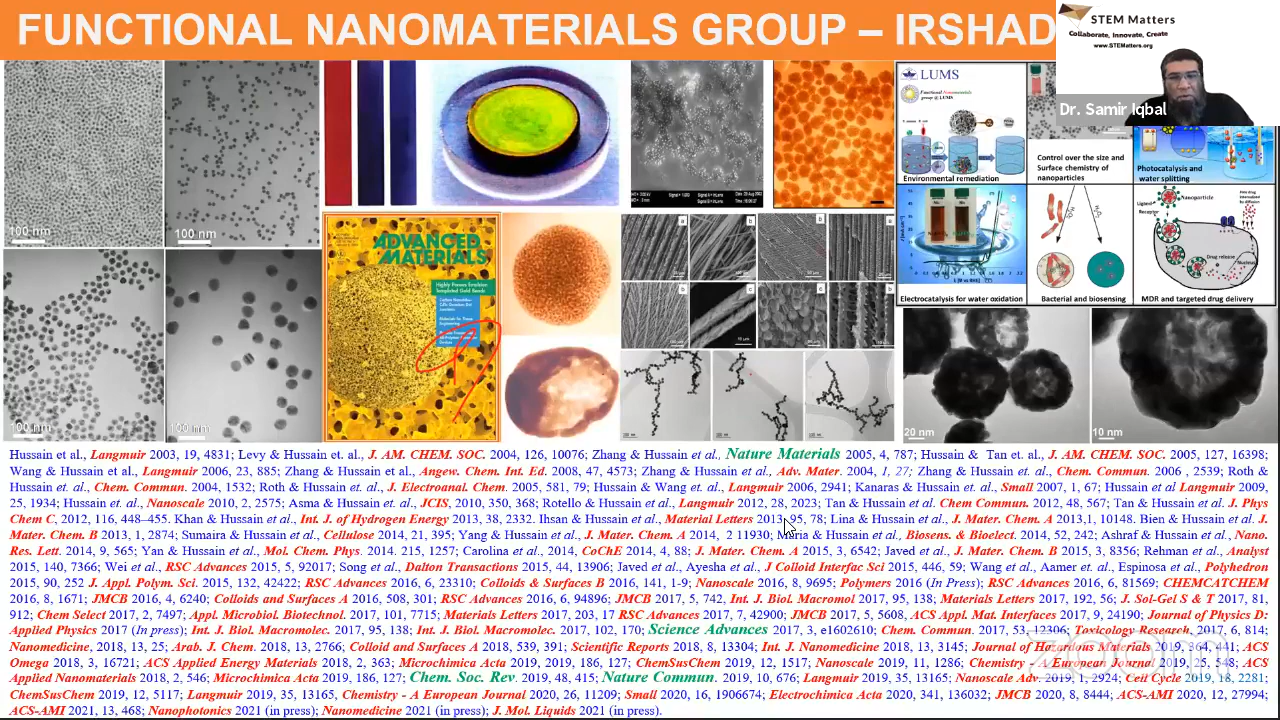 FUNCTIONAL NANOMATERIALS GROUP – IRSHAD
STEM Matters
Collaborate, Innovate, Create
www.STEMatters.org
Dr. Samir Iqbal
100 nm
100 nm
100 nm
100 nm
ADVANCED
MATERIALS
Highly Porous Emulsion
Templated Gold Beads
LUMS
Functional Nanomaterials
group @ LUMS
Environmental remediation
Control over the size and
Surface chemistry of
nanoparticles
Photocatalysis and
water splitting
Electrocatalysis for water oxidation
H₂O₂
Bacterial and biosensing
Nanoparticle
Ligand
Receptor
Drug release
Nucleus
MDR and targeted drug delivery
20 nm
10 nm
Hussain et al., Langmuir 2003, 19, 4831; Levy & Hussain et. al., J. AM. CHEM. SOC. 2004, 126, 10076; Zhang & Hussain et al., Nature Materials 2005, 4, 787; Hussain & Tan et. al., J. AM. CHEM. SOC. 2005, 127, 16398;
Wang & Hussain et al., Langmuir 2006, 23, 885; Zhang & Hussain et al., Angew. Chem. Int. Ed. 2008, 47, 4573; Zhang & Hussain et al., Adv. Mater. 2004, 1, 27; Zhang & Hussain et al., Chem. Commun. 2006 , 2539; Roth &
Hussain et al., Chem. Commun. 2004, 1532; Roth & Hussain et al., J. Electroanal. Chem. 2005, 581, 79; Hussain & Wang et al., Langmuir 2006, 2941; Kanaras & Hussain et al., Small 2007, 1, 67; Hussain et al Langmuir 2009,
25, 1934; Hussain et al., Nanoscale 2010, 2, 2575; Asma & Hussain et al., JCIS, 2010, 350, 368; Rotello & Hussain et al., Langmuir 2012, 28, 2023; Tan & Hussain et al. Chem Commun. 2012, 48, 567; Tan & Hussain et al. J. Phys
Chem C, 2012, 116, 448–455. Khan & Hussain et al., Int. J. of Hydrogen Energy 2013, 38, 2332. Ihsan & Hussain et al., Material Letters 2013, 95, 78; Lina & Hussain et al., J. Mater. Chem. A 2013,1, 10148. Bien & Hussain et al. J.
Mater. Chem. B 2013, 1, 2874; Sumaira & Hussain et al., Cellulose 2014, 21, 395; Yang & Hussain et al., J. Mater. Chem. A 2014, 2 11930; Maria & Hussain et al., Biosens. & Bioelect. 2014, 52, 242; Ashraf & Hussain et al., Nano.
Res. Lett. 2014, 9, 565; Yan & Hussain et al., Mol. Chem. Phys. 2014. 215, 1257; Carolina et al., 2014, CoChE 2014, 4, 88; J. Mater. Chem. A 2015, 3, 6542; Javed et al., J. Mater. Chem. B 2015, 3, 8356; Rehman et al., Analyst
2015, 140, 7366; Wei et al., RSC Advances 2015, 5, 92017; Song et al., Dalton Transactions 2015, 44, 13906; Javed et al., Ayesha et al., J Colloid Interfac Sci 2015, 446, 59; Wang et al., Aamer et al., Espinosa et al., Polyhedron
2015, 90, 252 J. Appl. Polym. Sci. 2015, 132, 42422; RSC Advances 2016, 6, 23310; Colloids & Surfaces B 2016, 141, 1-9; Nanoscale 2016, 8, 9695; Polymers 2016 (In Press); RSC Advances 2016, 6, 81569; CHEMCATCHEM
2016, 8, 1671; JMCB 2016, 4, 6240; Colloids and Surfaces A 2016, 508, 301; RSC Advances 2016, 6, 94896; JMCB 2017, 5, 742, Int. J. Biol. Macromol 2017, 95, 138; Materials Letters 2017, 192, 56; J. Sol-Gel S & T 2017, 81,
912; Chem Select 2017, 2, 7497; Appl. Microbiol. Biotechnol. 2017, 101, 7715; Materials Letters 2017, 203, 17 RSC Advances 2017, 7, 42900; JMCB 2017, 5, 5608, ACS Appl. Mat. Interfaces 2017, 9, 24190; Journal of Physics D:
Applied Physics 2017 (In press); Int. J. Biol. Macromolec. 2017, 95, 138; Int. J. Biol. Macromolec. 2017, 102, 170; Science Advances 2017, 3, e1602610; Chem. Commun. 2017, 53, 12306; Toxicology Research, 2017, 6, 814;
Nanomedicine, 2018, 13, 25; Arab. J. Chem. 2018, 13, 2766; Colloid and Surfaces A 2018, 539, 391; Scientific Reports 2018, 8, 13304; Int. J. Nanomedicine 2018, 13, 3145; Journal of Hazardous Materials 2018, 364, 441; ACS
Omega 2018, 3, 16721; ACS Applied Energy Materials 2018, 2, 363; Microchimica Acta 2019, 2019, 186, 127; ChemSusChem 2019, 12, 1517; Nanoscale 2019, 11, 1286; Chemistry - A European Journal 2019, 25, 548; ACS
Applied Nanomaterials 2018, 2, 546; Microchimica Acta 2019, 186, 127; Chem. Soc. Rev. 2019, 48, 415; Nature Commun. 2019, 10, 676; Langmuir 2019, 35, 13165; Nanoscale Adv. 2019, 1, 2924; Cell Cycle 2019, 18, 2281;
ChemSusChem 2019, 12, 5117; Langmuir 2019, 35, 13165, Chemistry - A European Journal 2020, 26, 11209; Small 2020, 16, 1906674; Electrochimica Acta 2020, 341, 136032; JMCB 2020, 8, 8444; ACS-AMI 2020, 12, 27994;
ACS-AMI 2021, 13, 468; Nanophotonics 2021 (in press); Nanomedicine 2021 (in press); J. Mol. Liquids 2021 (in press).
zoom